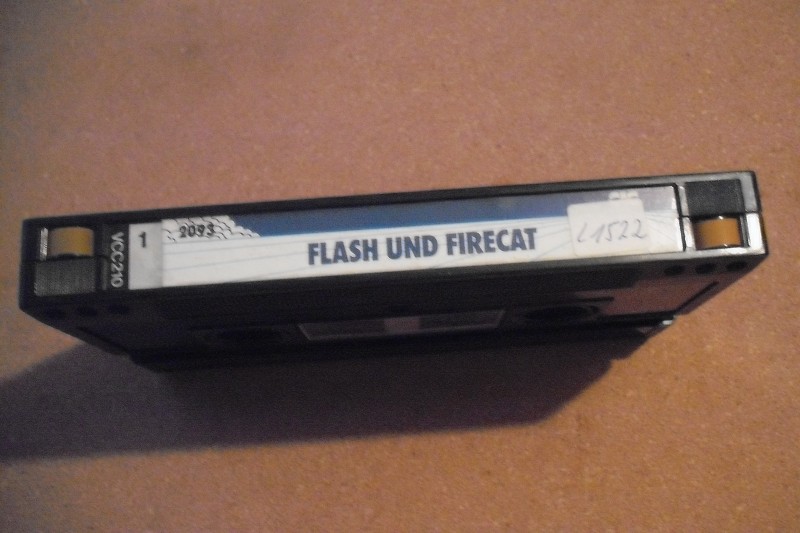 VCC210
1
2093
FLASH UND FIRECAT
L1522